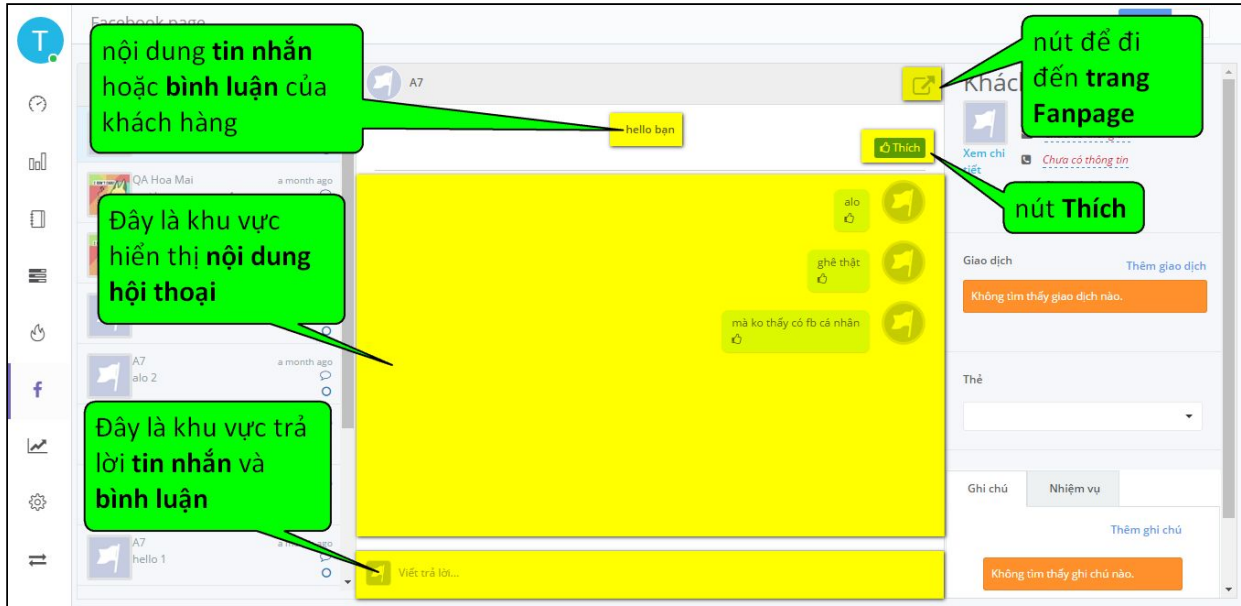 T
Facebook page
nội dung tin nhắn
hoặc bình luận của
khách hàng
nút để đi
đến trang
Fanpage
A7
Khác
hello bạn
Thích
Xem chi
tiết
Chưa có thông tin
nút Thích
QA Hoa Mai
a month ago
Đây là khu vực
hiển thị nội dung
hội thoại
alo
ghê thật
mà ko thấy có fb cá nhân
Giao dịch
Thêm giao dịch
Không tìm thấy giao dịch nào.
A7
a month ago
alo 2
Thẻ
Đây là khu vực trả
lời tin nhắn và
bình luận
Ghi chú
Nhiệm vụ
Thêm ghi chú
A7
hello 1
ago
Viết trả lời...
Không tìm thấy ghi chú nào.